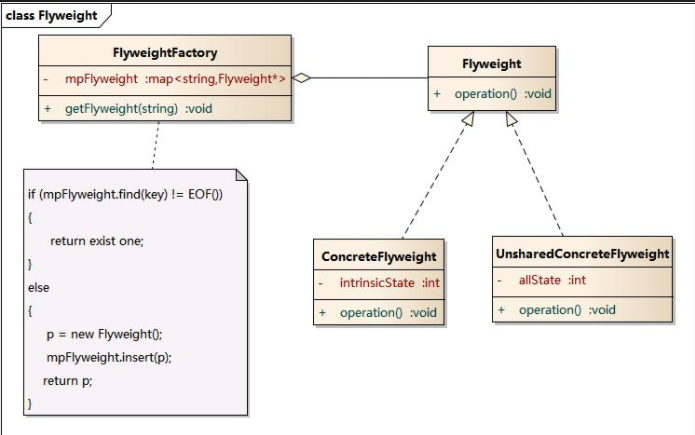 class Flyweight
FlyweightFactory
- mpFlyweight :map<string,Flyweight*>
+ getFlyweight(string) :void
Flyweight
+ operation() :void
if (mpFlyweight.find(key) != EOF())
{
return exist one;
}
else
{
p = new Flyweight();
mpFlyweight.insert(p);
return p;
}
ConcreteFlyweight
- intrinsicState :int
+ operation() :void
UnsharedConcreteFlyweight
- allState :int
+ operation() :void